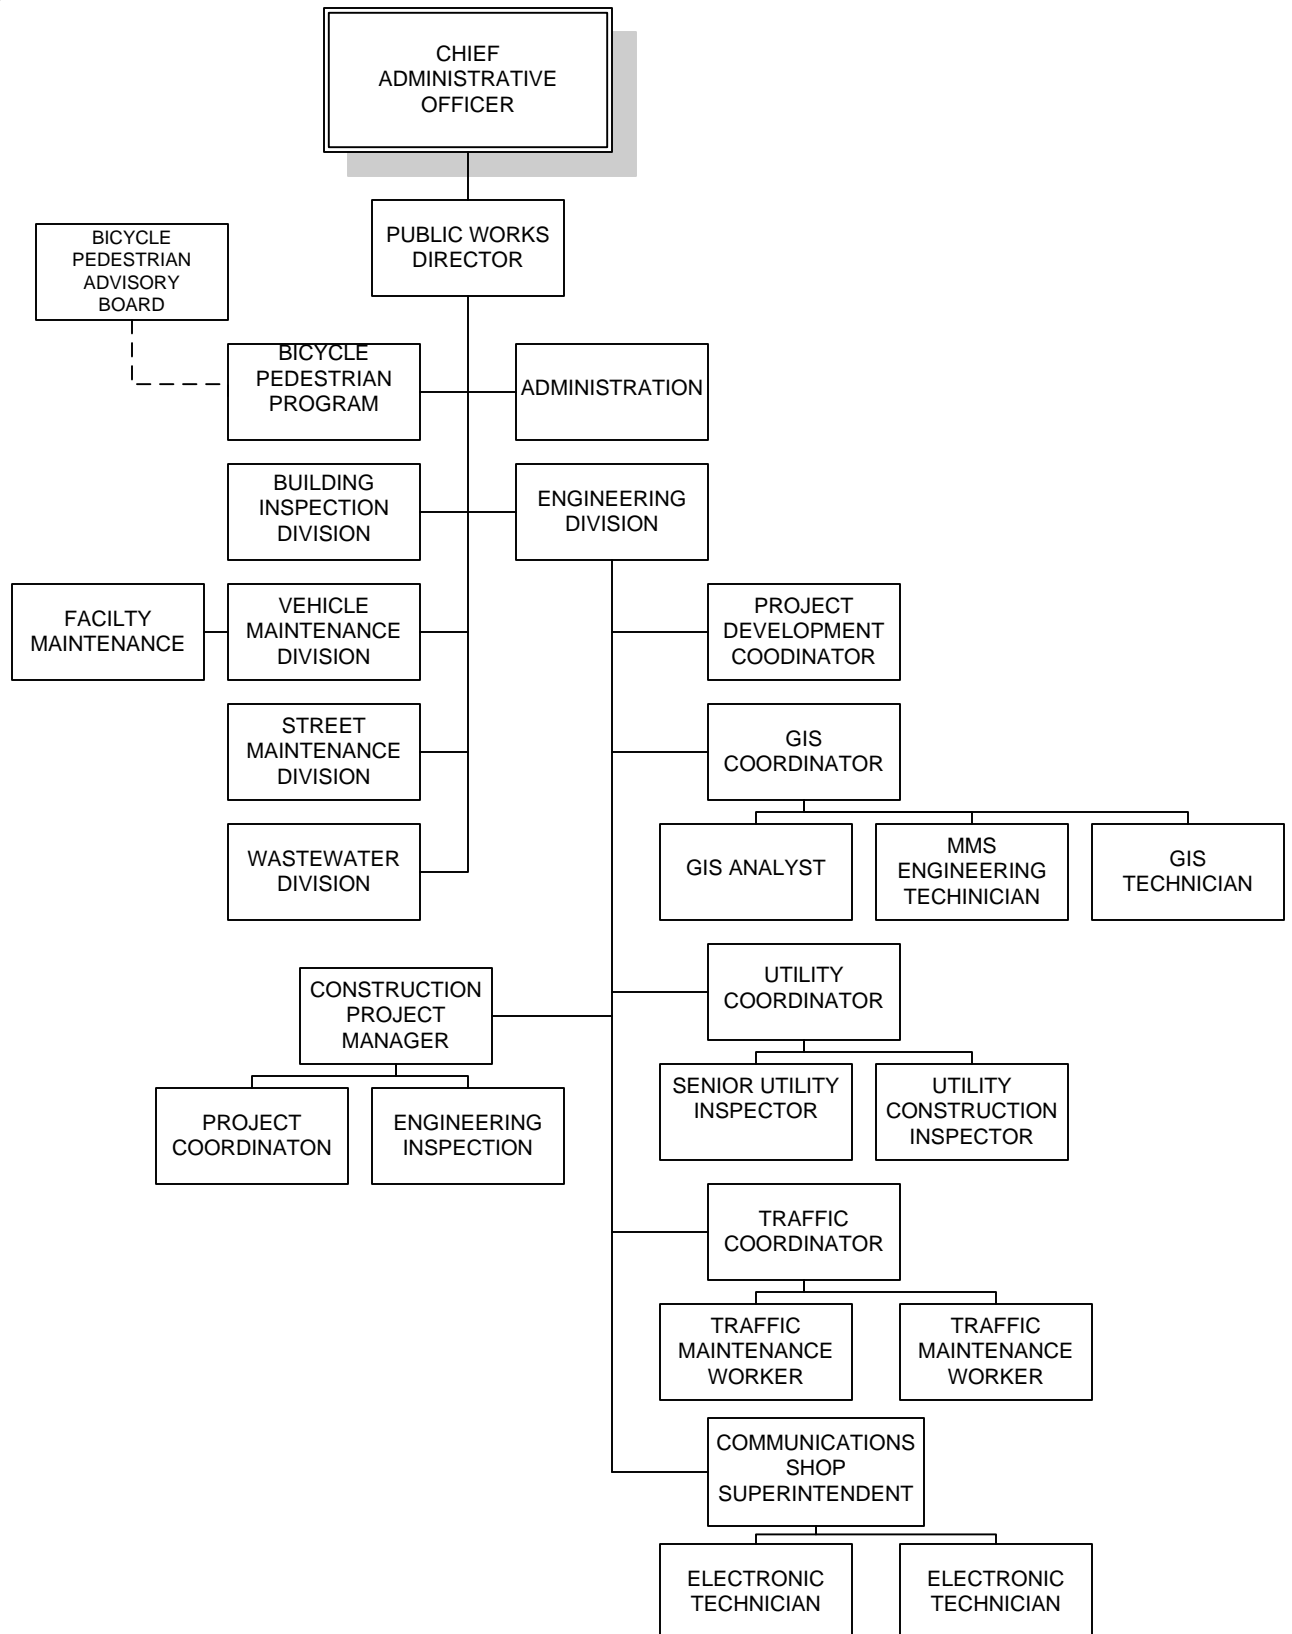 CHIEF
ADMINISTRATIVE
OFFICER
PUBLIC WORKS
DIRECTOR
BICYCLE
PEDESTRIAN
ADVISORY
BOARD
BICYCLE
PEDESTRIAN
PROGRAM
ADMINISTRATION
BUILDING
INSPECTION
DIVISION
ENGINEERING
DIVISION
FACILTY
MAINTENANCE
VEHICLE
MAINTENANCE
DIVISION
PROJECT
DEVELOPMENT
COODINATOR
STREET
MAINTENANCE
DIVISION
GIS
COORDINATOR
WASTEWATER
DIVISION
GIS ANALYST
MMS
ENGINEERING
TECHINICIAN
GIS
TECHNICIAN
CONSTRUCTION
PROJECT
MANAGER
UTILITY
COORDINATOR
PROJECT
COORDINATON
ENGINEERING
INSPECTION
SENIOR UTILITY
INSPECTOR
UTILITY
CONSTRUCTION
INSPECTOR
TRAFFIC
COORDINATOR
TRAFFIC
MAINTENANCE
WORKER
TRAFFIC
MAINTENANCE
WORKER
COMMUNICATIONS
SHOP
SUPERINTENDENT
ELECTRONIC
TECHNICIAN
ELECTRONIC
TECHNICIAN